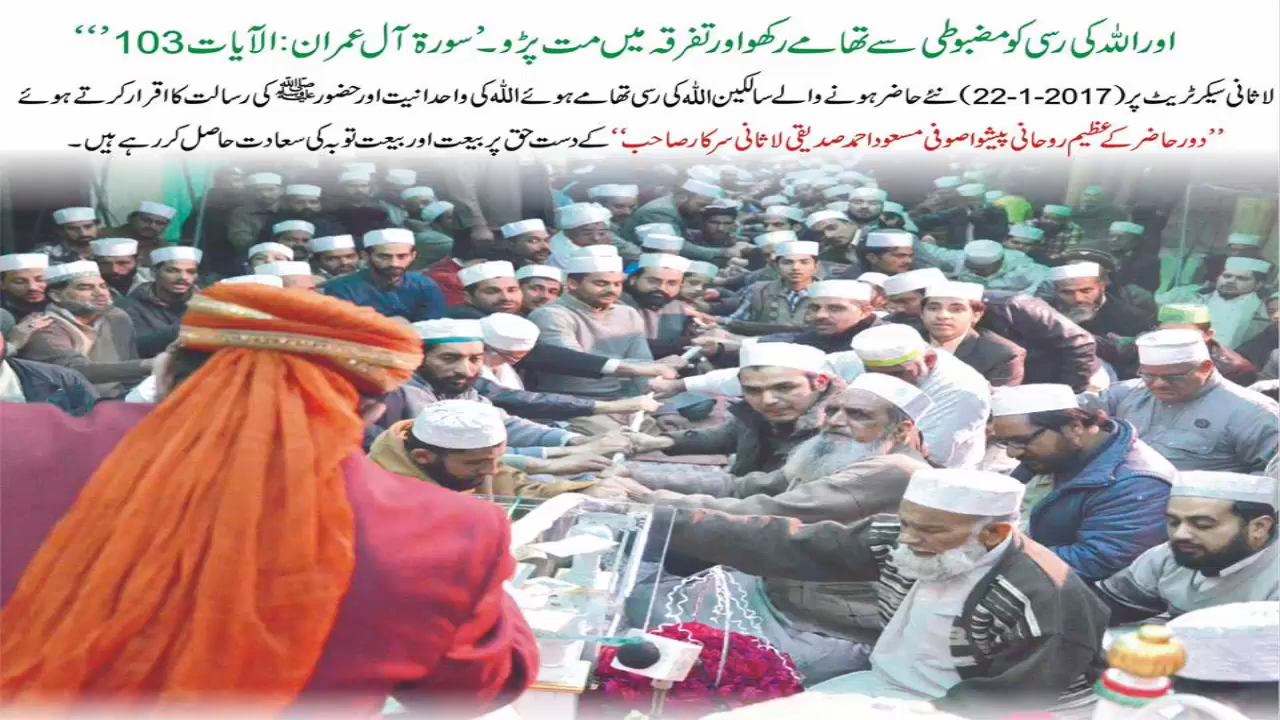 اور اللہ کی رسی کو مضبوطی سے تھامے رکھو اور تفرقہ میں مت پڑو۔’سورۃ آل عمران: الآیات 103’‘‘
لاثانی سیکرٹریٹ پر (22-1-2017) نئے حاضر ہونے والے سالکین اللہ کی رسی تھامے ہوئے اللہ کی واحدانیت اور حضور ﷺ کی رسالت کا اقرار کرتے ہوئے
’’دور حاضر کے عظیم روحانی پیشوا صوفی مسعود احمد صدیقی لاثانی سرکار صاحب‘‘ کے دست حق پر بیعت اور بیعت توبہ کی سعادت حاصل کر رہے ہیں۔